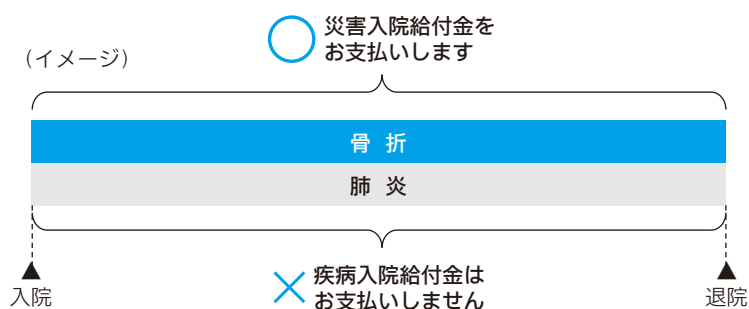 災害入院給付金を
お支払いします
（イメージ）
骨 折
肺 炎
疾病入院給付金は
お支払いしません
入院
退院